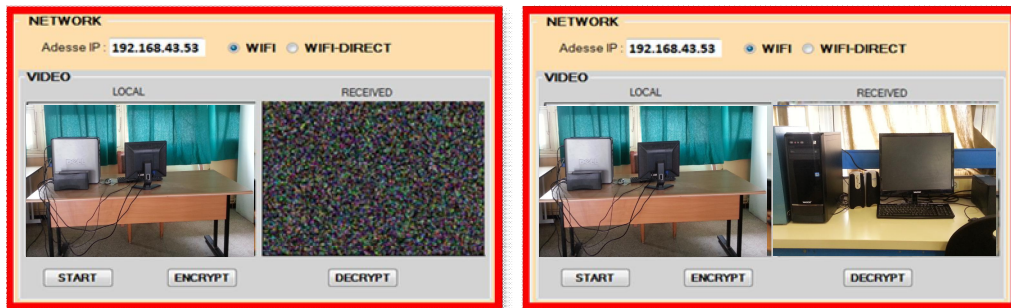 NETWORK
Adesse IP : 192.168.43.53 WIFI WIFI-DIRECT
VIDEO
LOCAL RECEIVED
START ENCRYPT DECRYPT
NETWORK
Adesse IP : 192.168.43.53 WIFI WIFI-DIRECT
VIDEO
LOCAL RECEIVED
START ENCRYPT DECRYPT